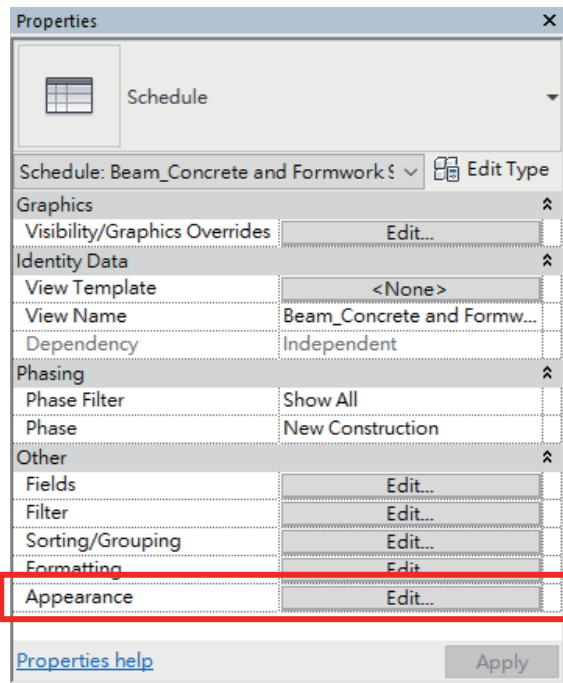 Properties
Schedule
Schedule: Beam_Concrete and Formwork S Edit Type
Graphics
Visibility/Graphics Overrides Edit...
Identity Data
View Template <None>
View Name Beam_Concrete and Formw...
Dependency Independent
Phasing
Phase Filter Show All
Phase New Construction
Other
Fields Edit...
Filter Edit...
Sorting/Grouping Edit...
Formatting Edit...
Appearance Edit...
Properties help Apply